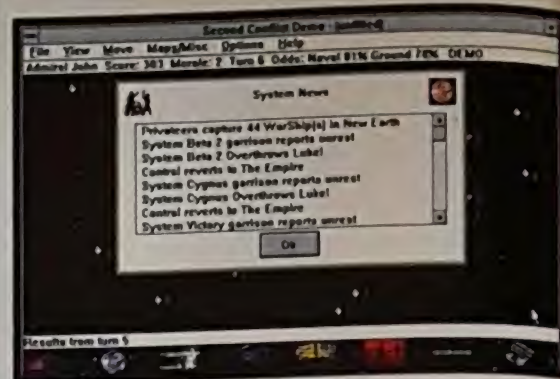 Second Conflict Demo - (untitled)
File View Move Maps/Misc Options Help
Admiral John Score: 383 Morale: 2 Turn 6 Odds: Naval 81% Ground 76% DEMO
System News
Privateers capture 44 WarShip(s) in New Earth
System Beta 2 garrison reports unrest
System Beta 2 Overthrows Luke!
Control reverts to The Empire
System Cygnus garrison reports unrest
System Cygnus Overthrows Luke!
Control reverts to The Empire
System Victory garrison reports unrest
Ok
Results from turn 5